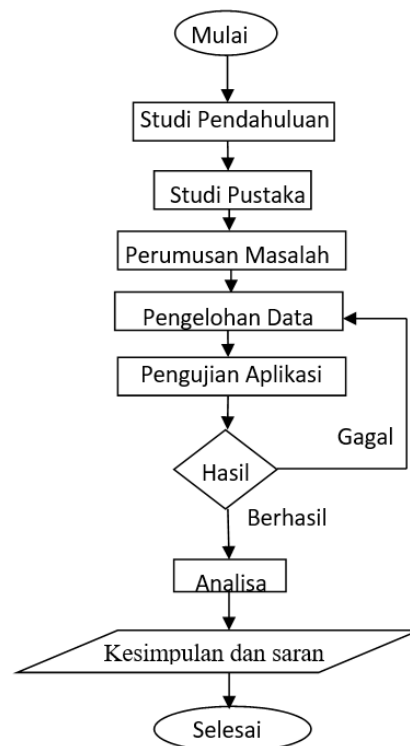 Mulai
Studi Pendahuluan
Studi Pustaka
Perumusan Masalah
Pengelohan Data
Pengujian Aplikasi
Gagal
Hasil
Berhasil
Analisa
Kesimpulan dan saran
Selesai